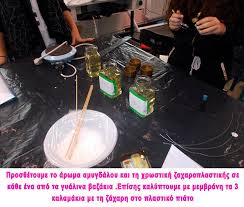 Προσθέτουμε το άρωμα αμυγδάλου και τη χρωστική ζαχαροπλαστικής σε
κάθε ένα από τα γυάλινα βαζάκια .Επίσης καλύπτουμε με μεμβράνη τα 3
καλαμάκια με τη ζάχαρη στο πλαστικό πιάτο